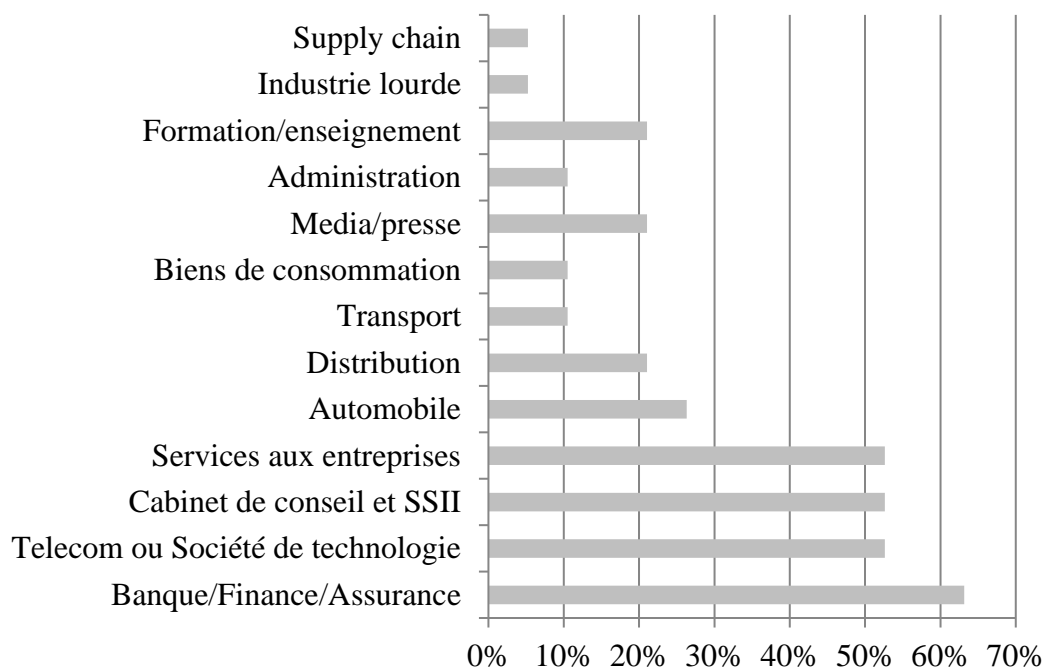 Supply chain
Industrie lourde
Formation/enseignement
Administration
Media/presse
Biens de consommation
Transport
Distribution
Automobile
Services aux entreprises
Cabinet de conseil et SSII
Telecom ou Société de technologie
Banque/Finance/Assurance
0% 10% 20% 30% 40% 50% 60% 70%